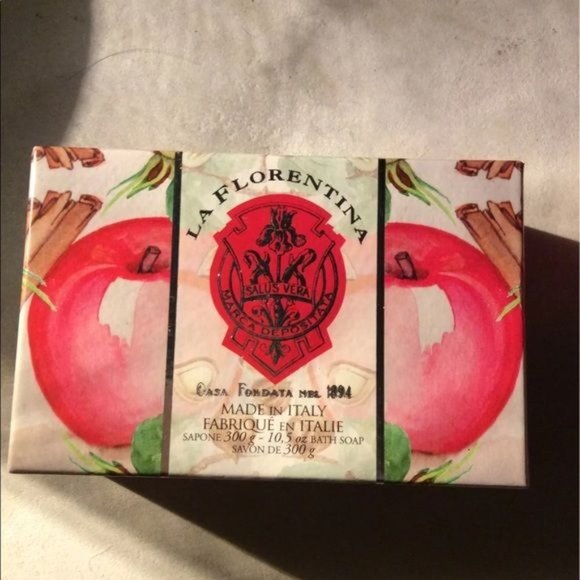 LA FLORENTINA
SALUS VERA
MARCA DEPOSITATA
CASA FONDATA NEL 1894
MADE IN ITALY
FABRIQUÉ EN ITALIE
SAPONE 300 g - 10,5 oz BATH SOAP
SAVON DE 300 g